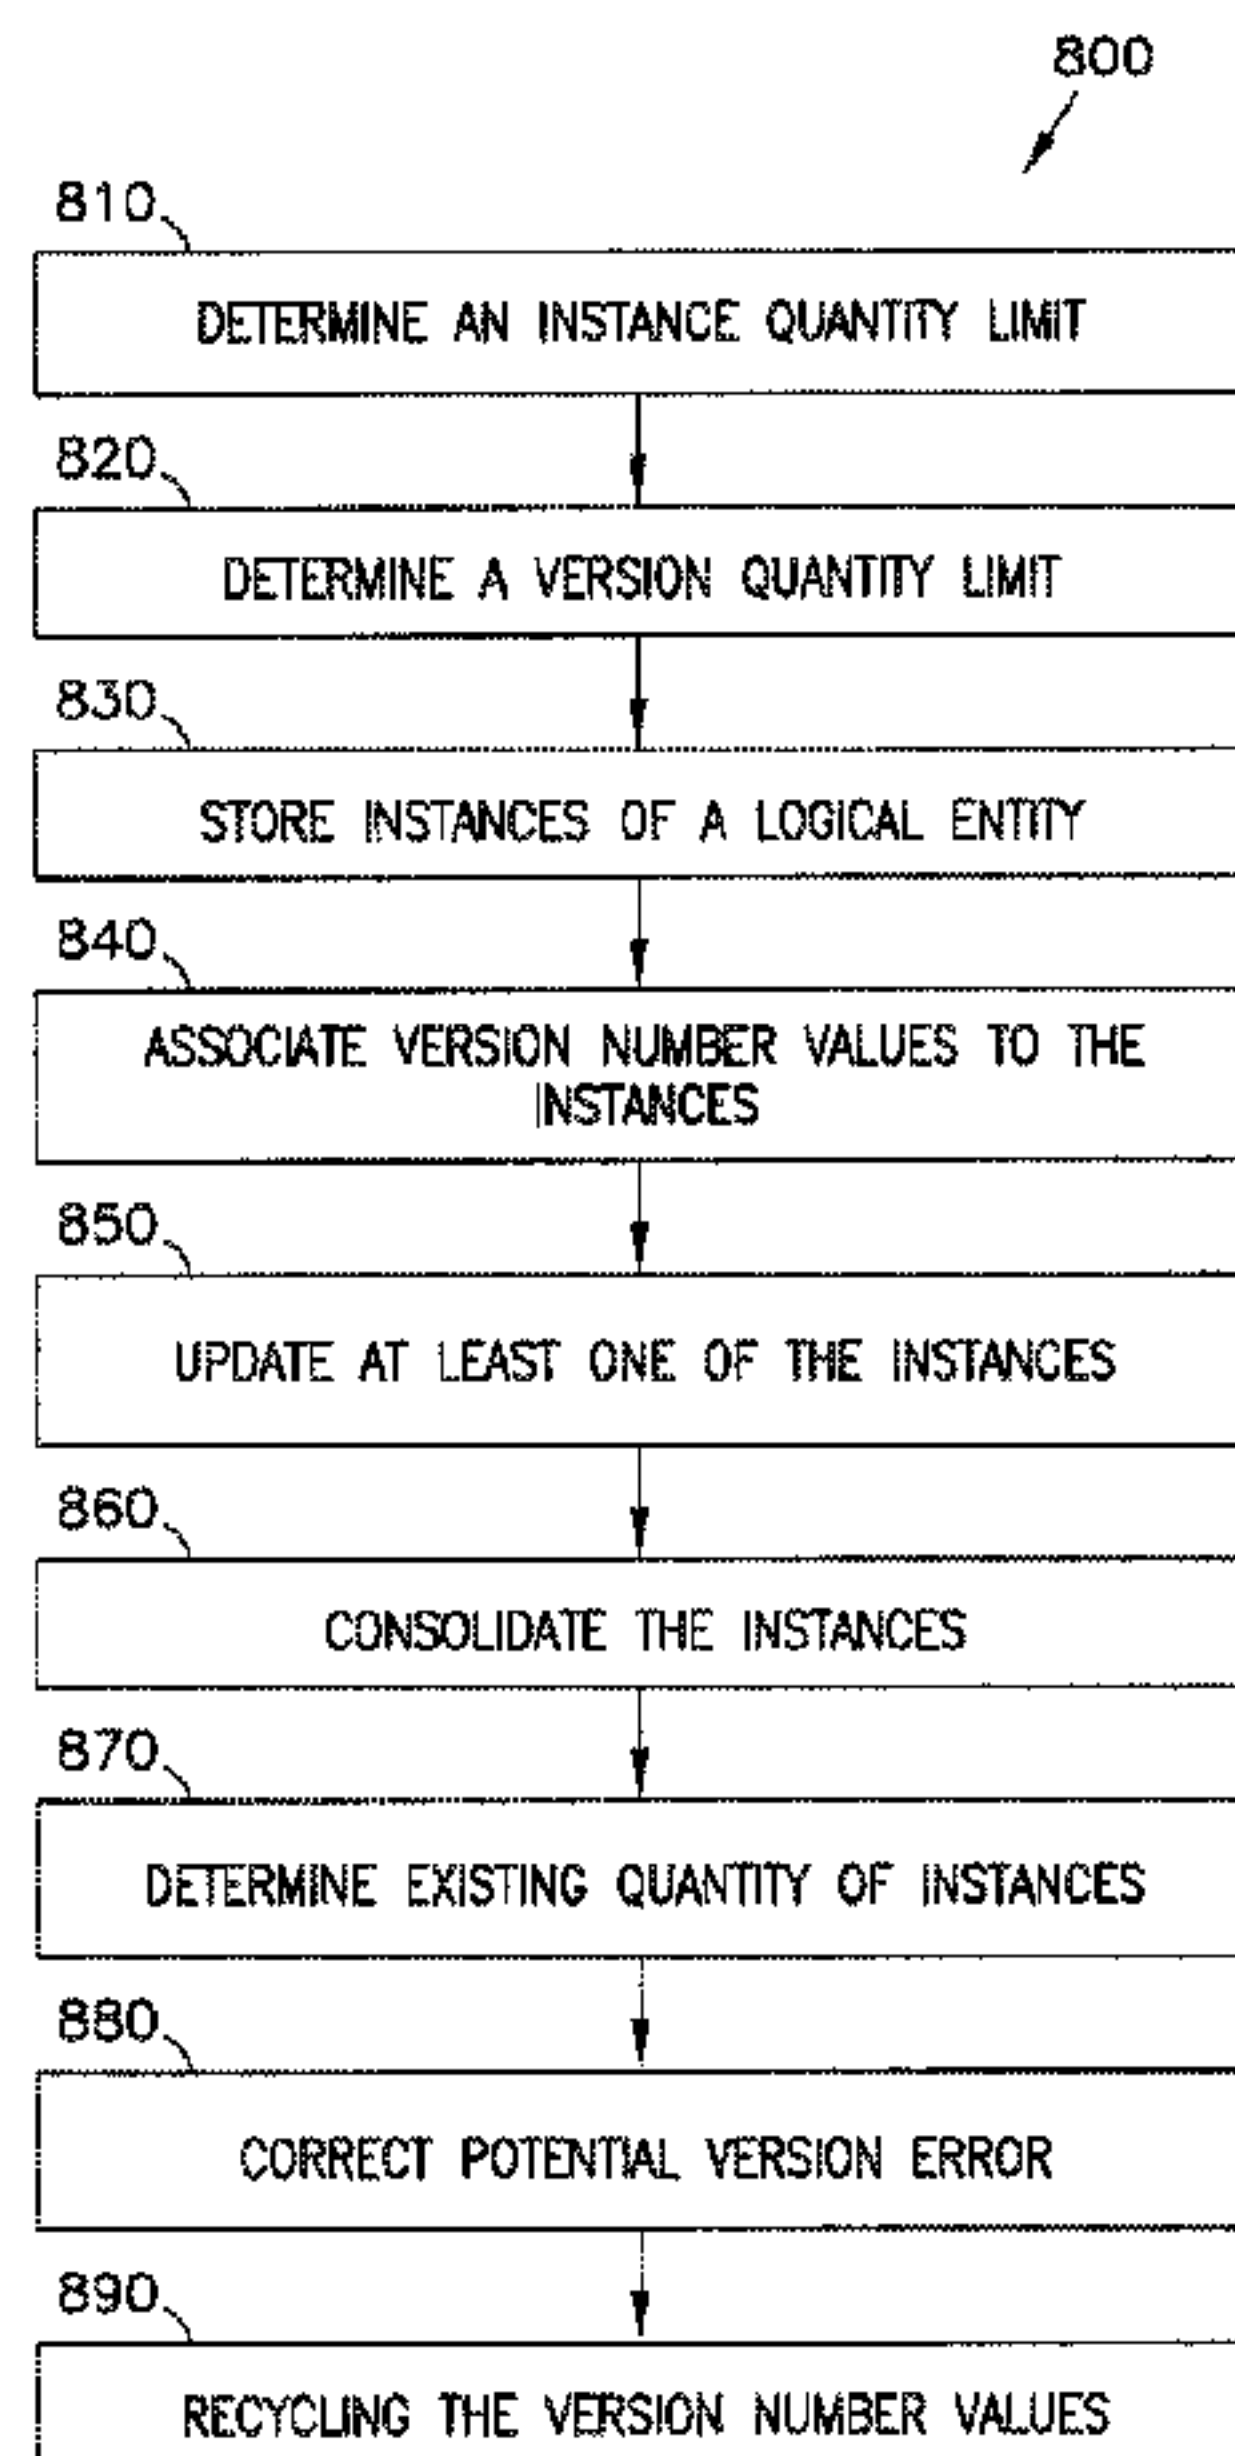 800
810
DETERMINE AN INSTANCE QUANTITY LIMIT
820
DETERMINE A VERSION QUANTITY LIMIT
830
STORE INSTANCES OF A LOGICAL ENTITY
840
ASSOCIATE VERSION NUMBER VALUES TO THE
INSTANCES
850
UPDATE AT LEAST ONE OF THE INSTANCES
860
CONSOLIDATE THE INSTANCES
870
DETERMINE EXISTING QUANTITY OF INSTANCES
880
CORRECT POTENTIAL VERSION ERROR
890
RECYCLING THE VERSION NUMBER VALUES